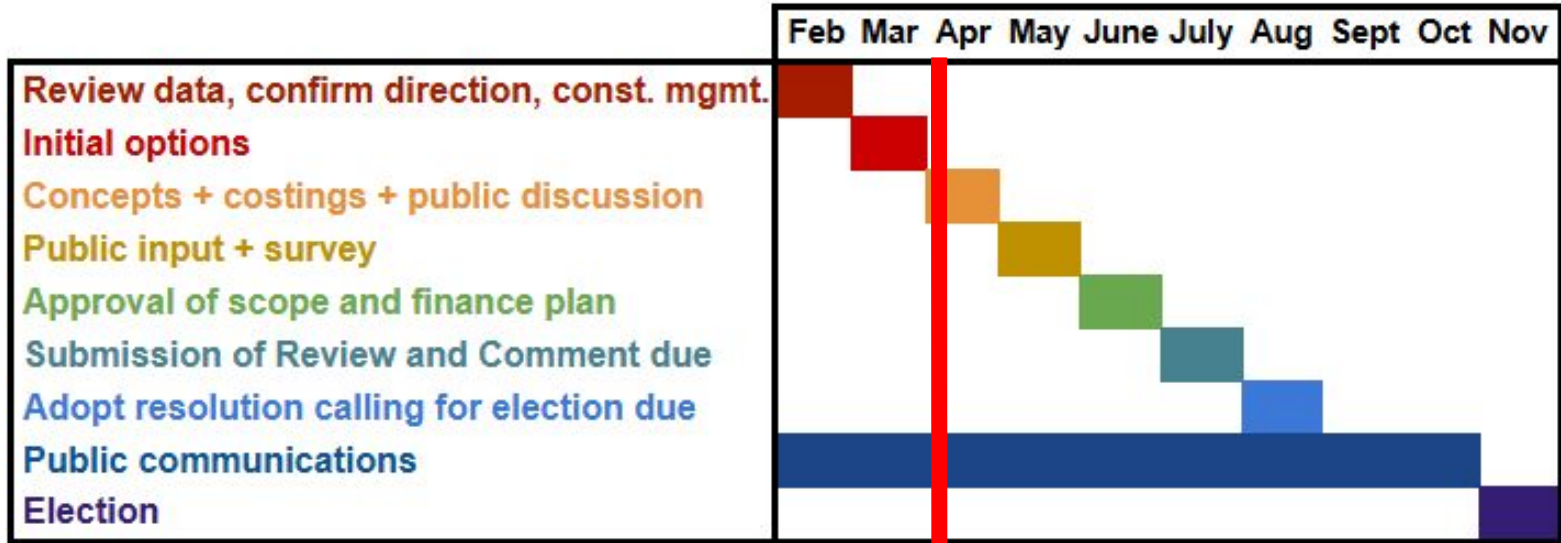 Feb Mar Apr May June July Aug Sept Oct Nov
Review data, confirm direction, const. mgmt.
Initial options
Concepts + costings + public discussion
Public input + survey
Approval of scope and finance plan
Submission of Review and Comment due
Adopt resolution calling for election due
Public communications
Election